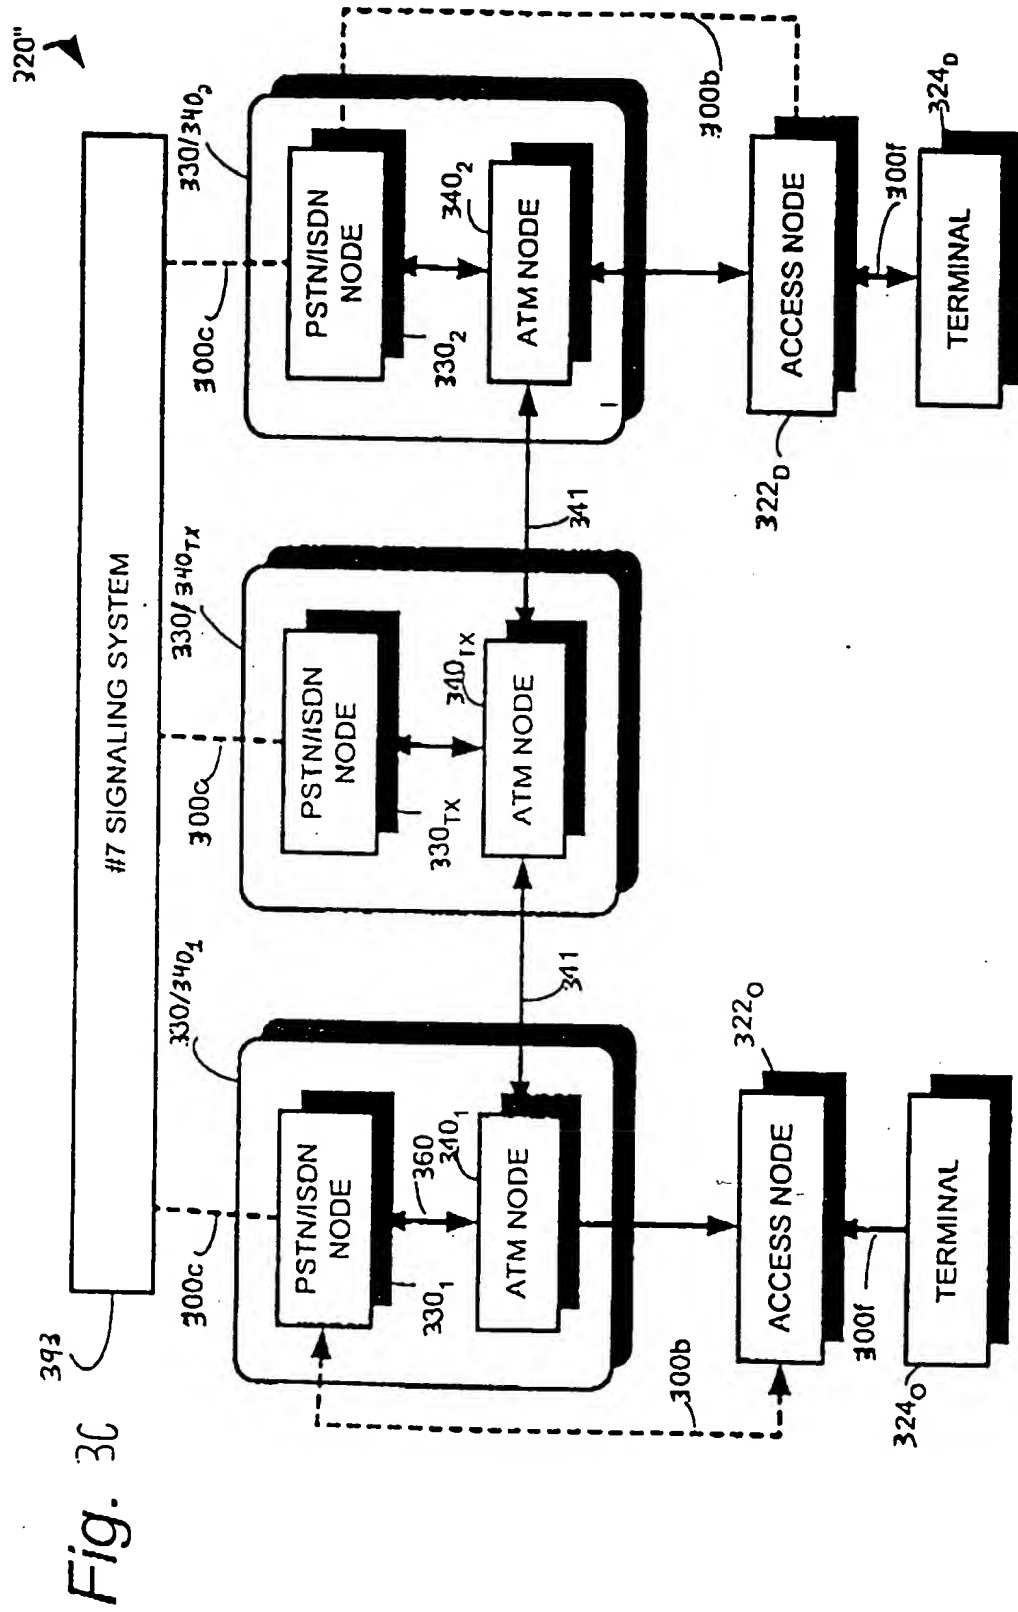 Fig. 3C
320"
393
#7 SIGNALING SYSTEM
300c
300c
300c
330/340₁
330/340TX
330/340₂
PSTN/ISDN
NODE
PSTN/ISDN
NODE
PSTN/ISDN
NODE
330₁
330TX
330₂
360
340₁
340TX
340₂
ATM NODE
ATM NODE
ATM NODE
341
341
300b
300b
322O
322D
ACCESS NODE
ACCESS NODE
300f
300f
324O
324D
TERMINAL
TERMINAL